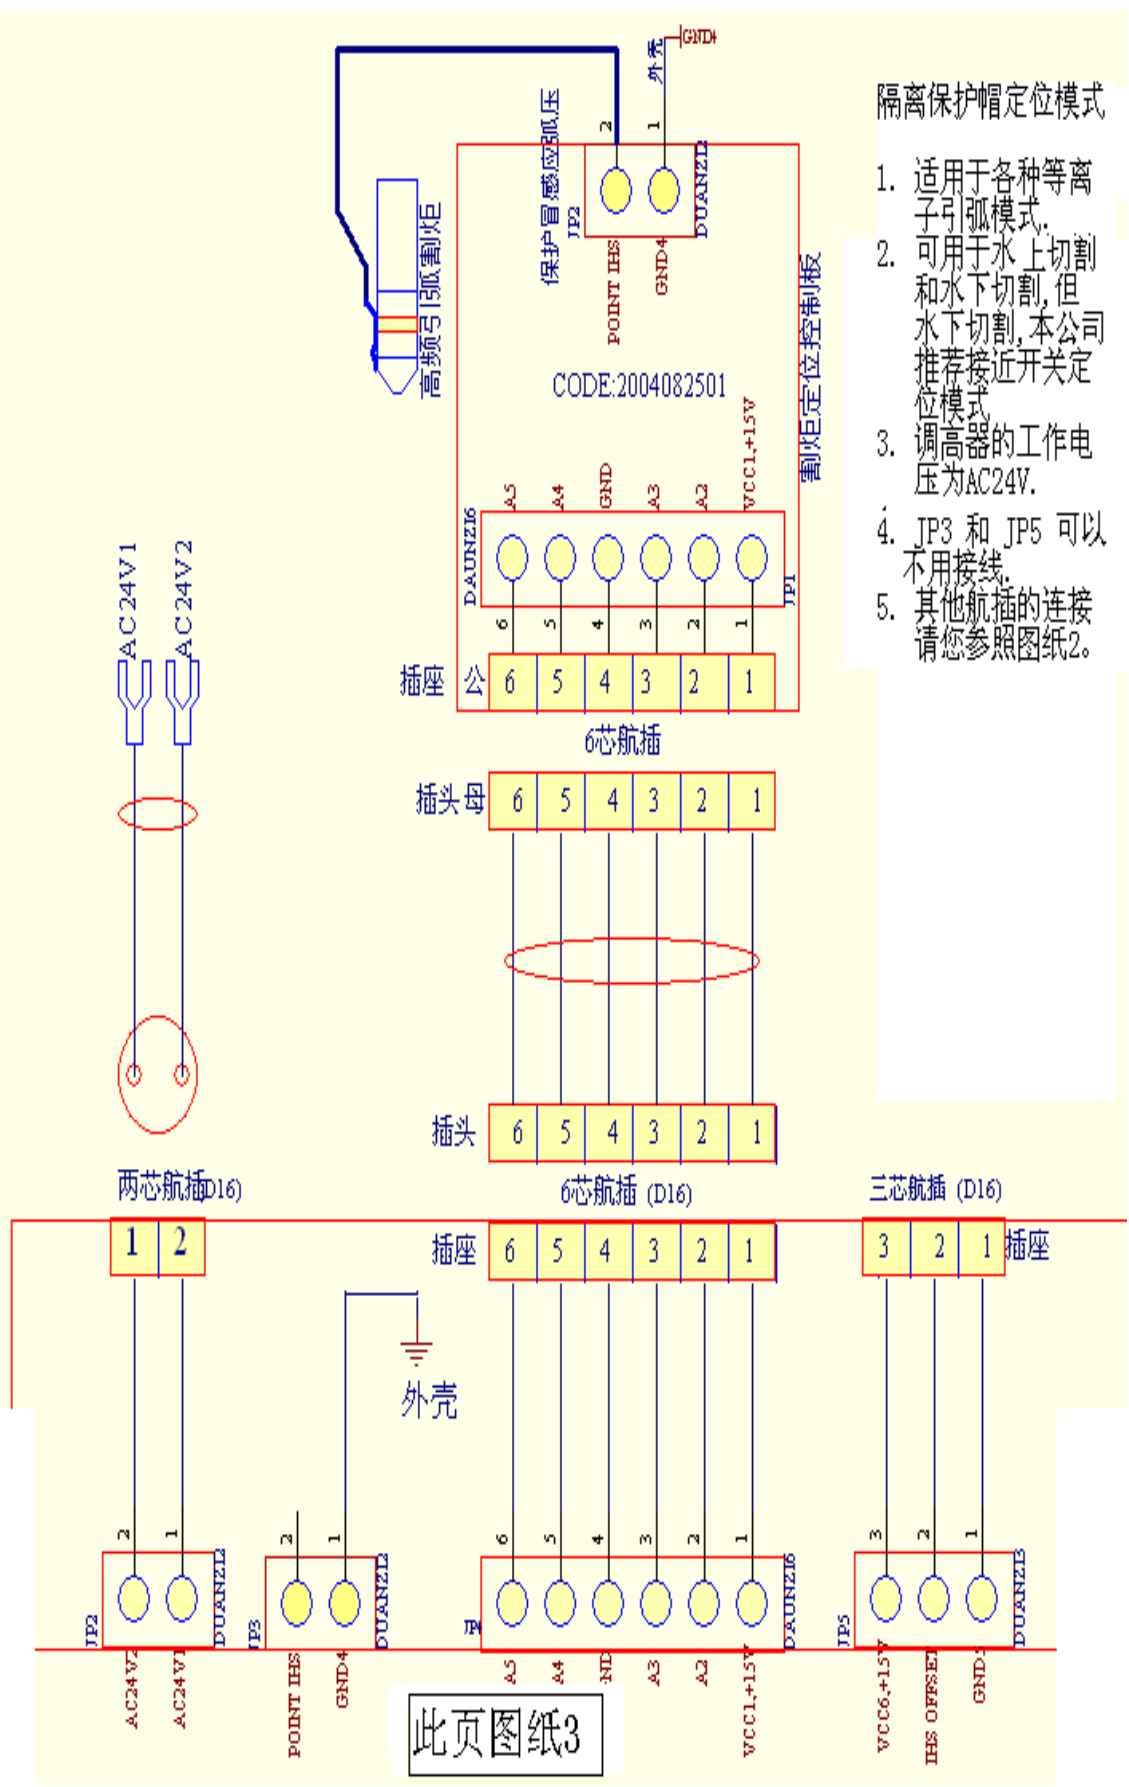 GND4
外壳
2
1
保护冒感应弧压
JP2
DUANZI2
POINT IHS
GND4
高频引弧割炬
割炬定位控制板
CODE:2004082501
A5
A4
GND
A3
A2
VCC1,+15V
DAUNZI6
JP1
6
5
4
3
2
1
插座 公
6 5 4 3 2 1
6芯航插
插头母
6 5 4 3 2 1
隔离保护帽定位模式
1. 适用于各种等离
子引弧模式.
2. 可用于水上切割
和水下切割,但
水下切割,本公司
推荐接近开关定
位模式
3. 调高器的工作电
压为AC24V.
4. JP3 和 JP5 可以
不用接线.
5. 其他航插的连接
请您参照图纸2。
AC24V1
AC24V2
插头
6 5 4 3 2 1
两芯航插D16)
6芯航插 (D16)
三芯航插 (D16)
1 2
插座
6 5 4 3 2 1
3 2 1
插座
外壳
2
1
2
1
6
5
4
3
2
1
3
2
1
JP2
DUANZI2
JP3
DUANZI2
DAUNZI6
JP5
DUANZI3
AC24V2
AC24V1
POINT IHS
GND4
A5
A4
ND
A3
A2
VCC1,+15V
VCC6,+15V
IHS OFFSET
GND
此页图纸3